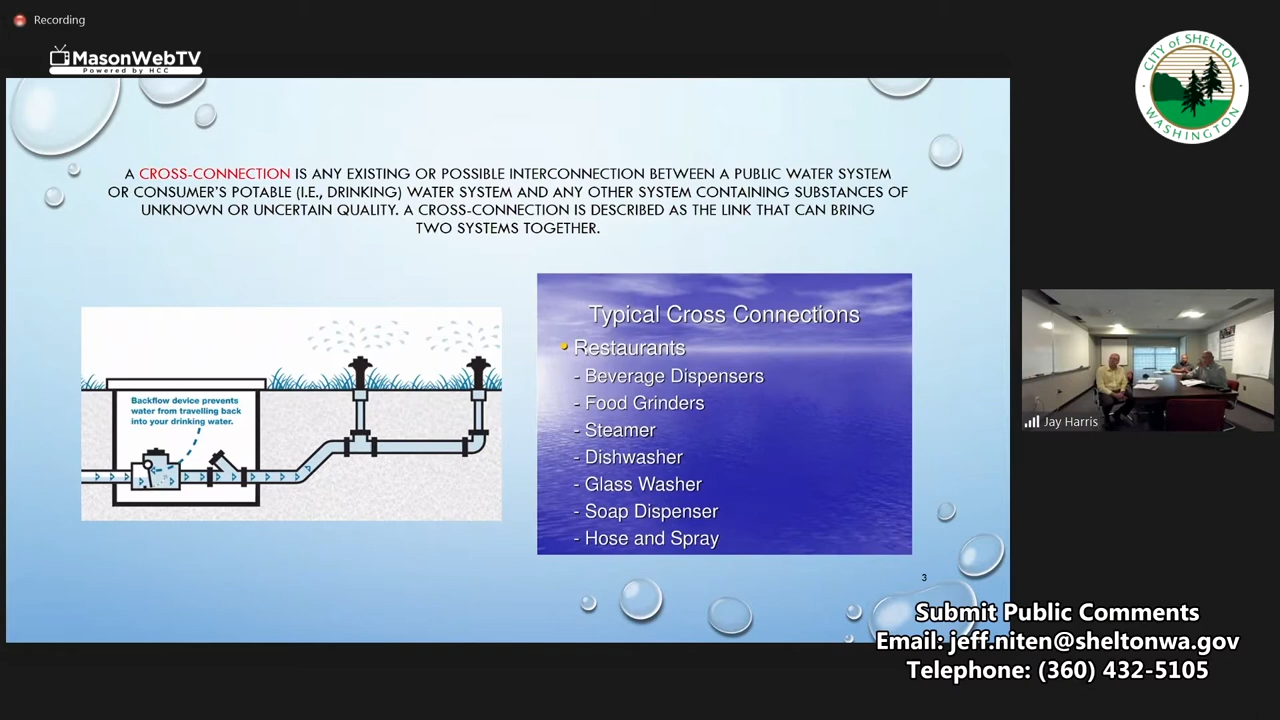 Recording
MasonWebTV
Powered by HCC
CITY of SHELTON
WASHINGTON
A CROSS-CONNECTION IS ANY EXISTING OR POSSIBLE INTERCONNECTION BETWEEN A PUBLIC WATER SYSTEM
OR CONSUMER'S POTABLE (I.E., DRINKING) WATER SYSTEM AND ANY OTHER SYSTEM CONTAINING SUBSTANCES OF
UNKNOWN OR UNCERTAIN QUALITY. A CROSS-CONNECTION IS DESCRIBED AS THE LINK THAT CAN BRING
TWO SYSTEMS TOGETHER.
Backflow device prevents
water from travelling back
into your drinking water.
Typical Cross Connections
• Restaurants
- Beverage Dispensers
- Food Grinders
- Steamer
- Dishwasher
- Glass Washer
- Soap Dispenser
- Hose and Spray
3
Jay Harris
Submit Public Comments
Email: jeff.niten@sheltonwa.gov
Telephone: (360) 432-5105